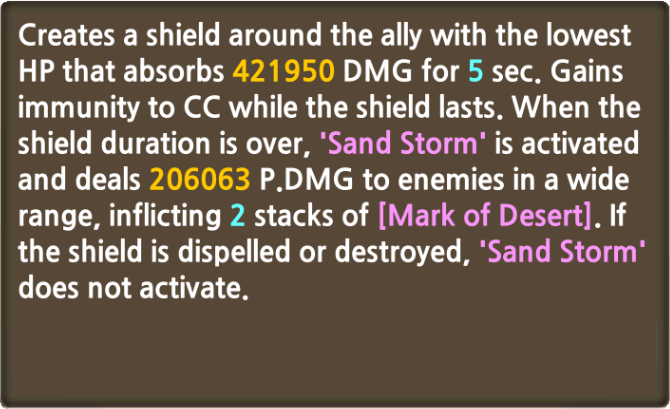 Creates a shield around the ally with the lowest
HP that absorbs 421950 DMG for 5 sec. Gains
immunity to CC while the shield lasts. When the
shield duration is over, 'Sand Storm' is activated
and deals 206063 P.DMG to enemies in a wide
range, inflicting 2 stacks of [Mark of Desert]. If
the shield is dispelled or destroyed, 'Sand Storm'
does not activate.